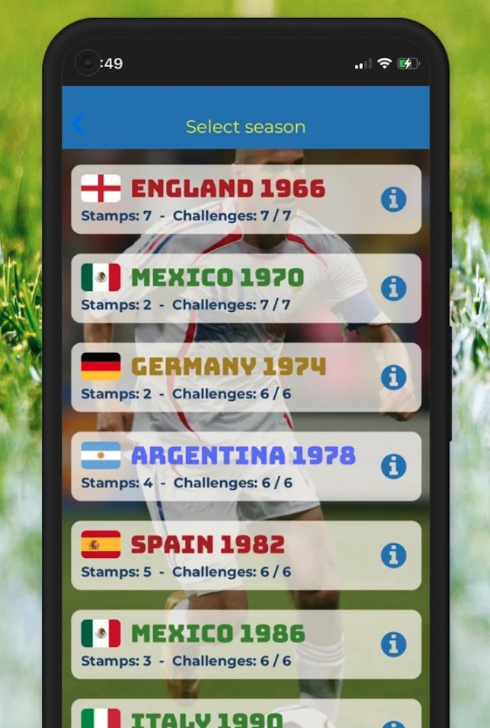 :49
Select season
ENGLAND 1966
Stamps: 7 - Challenges: 7 / 7
MEXICO 1970
Stamps: 2 - Challenges: 7 / 7
GERMANY 1974
Stamps: 2 - Challenges: 6 / 6
ARGENTINA 1978
Stamps: 4 - Challenges: 6 / 6
SPAIN 1982
Stamps: 5 - Challenges: 6 / 6
MEXICO 1986
Stamps: 3 - Challenges: 6 / 6
ITALY 1990